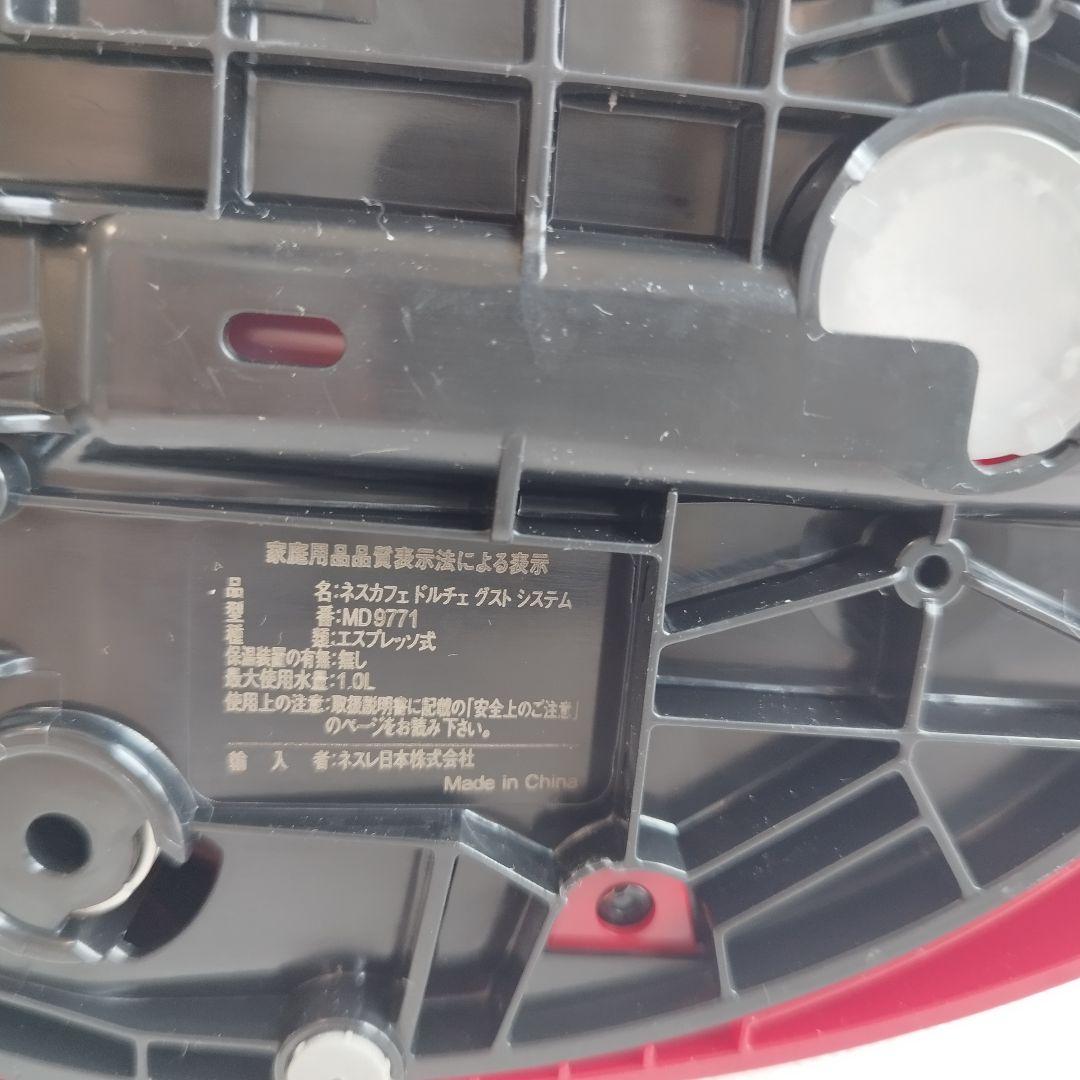 家庭用品品質表示法による表示
品　　　名:ネスカフェ ドルチェ グスト システム
型　　　番:MD9771
種　　　類:エスプレッソ式
保温装置の有無:無し
最大使用水量:1.0L
使用上の注意:取扱説明書に記載の「安全上のご注意」
のページをお読み下さい。
輸　入　者:ネスレ日本株式会社
Made in China